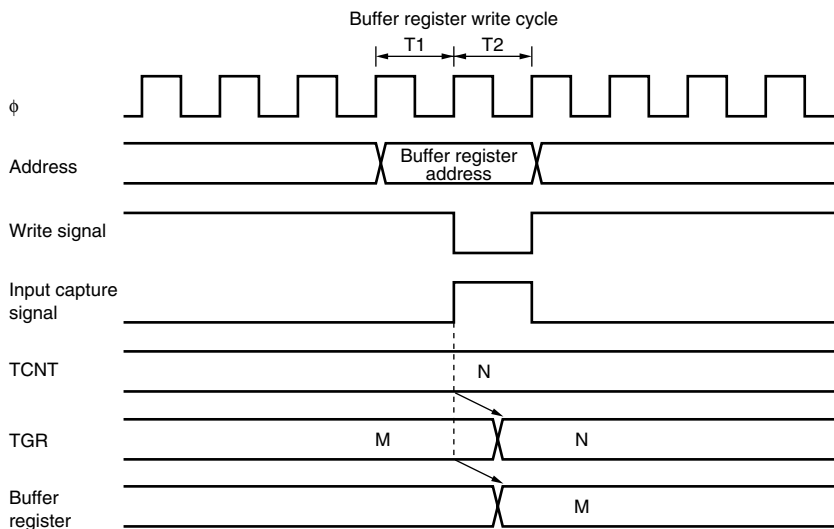 Buffer register write cycle
T1 T2
ϕ
Address
Buffer register
address
Write signal
Input capture
signal
TCNT
N
TGR
M N
Buffer
register
M